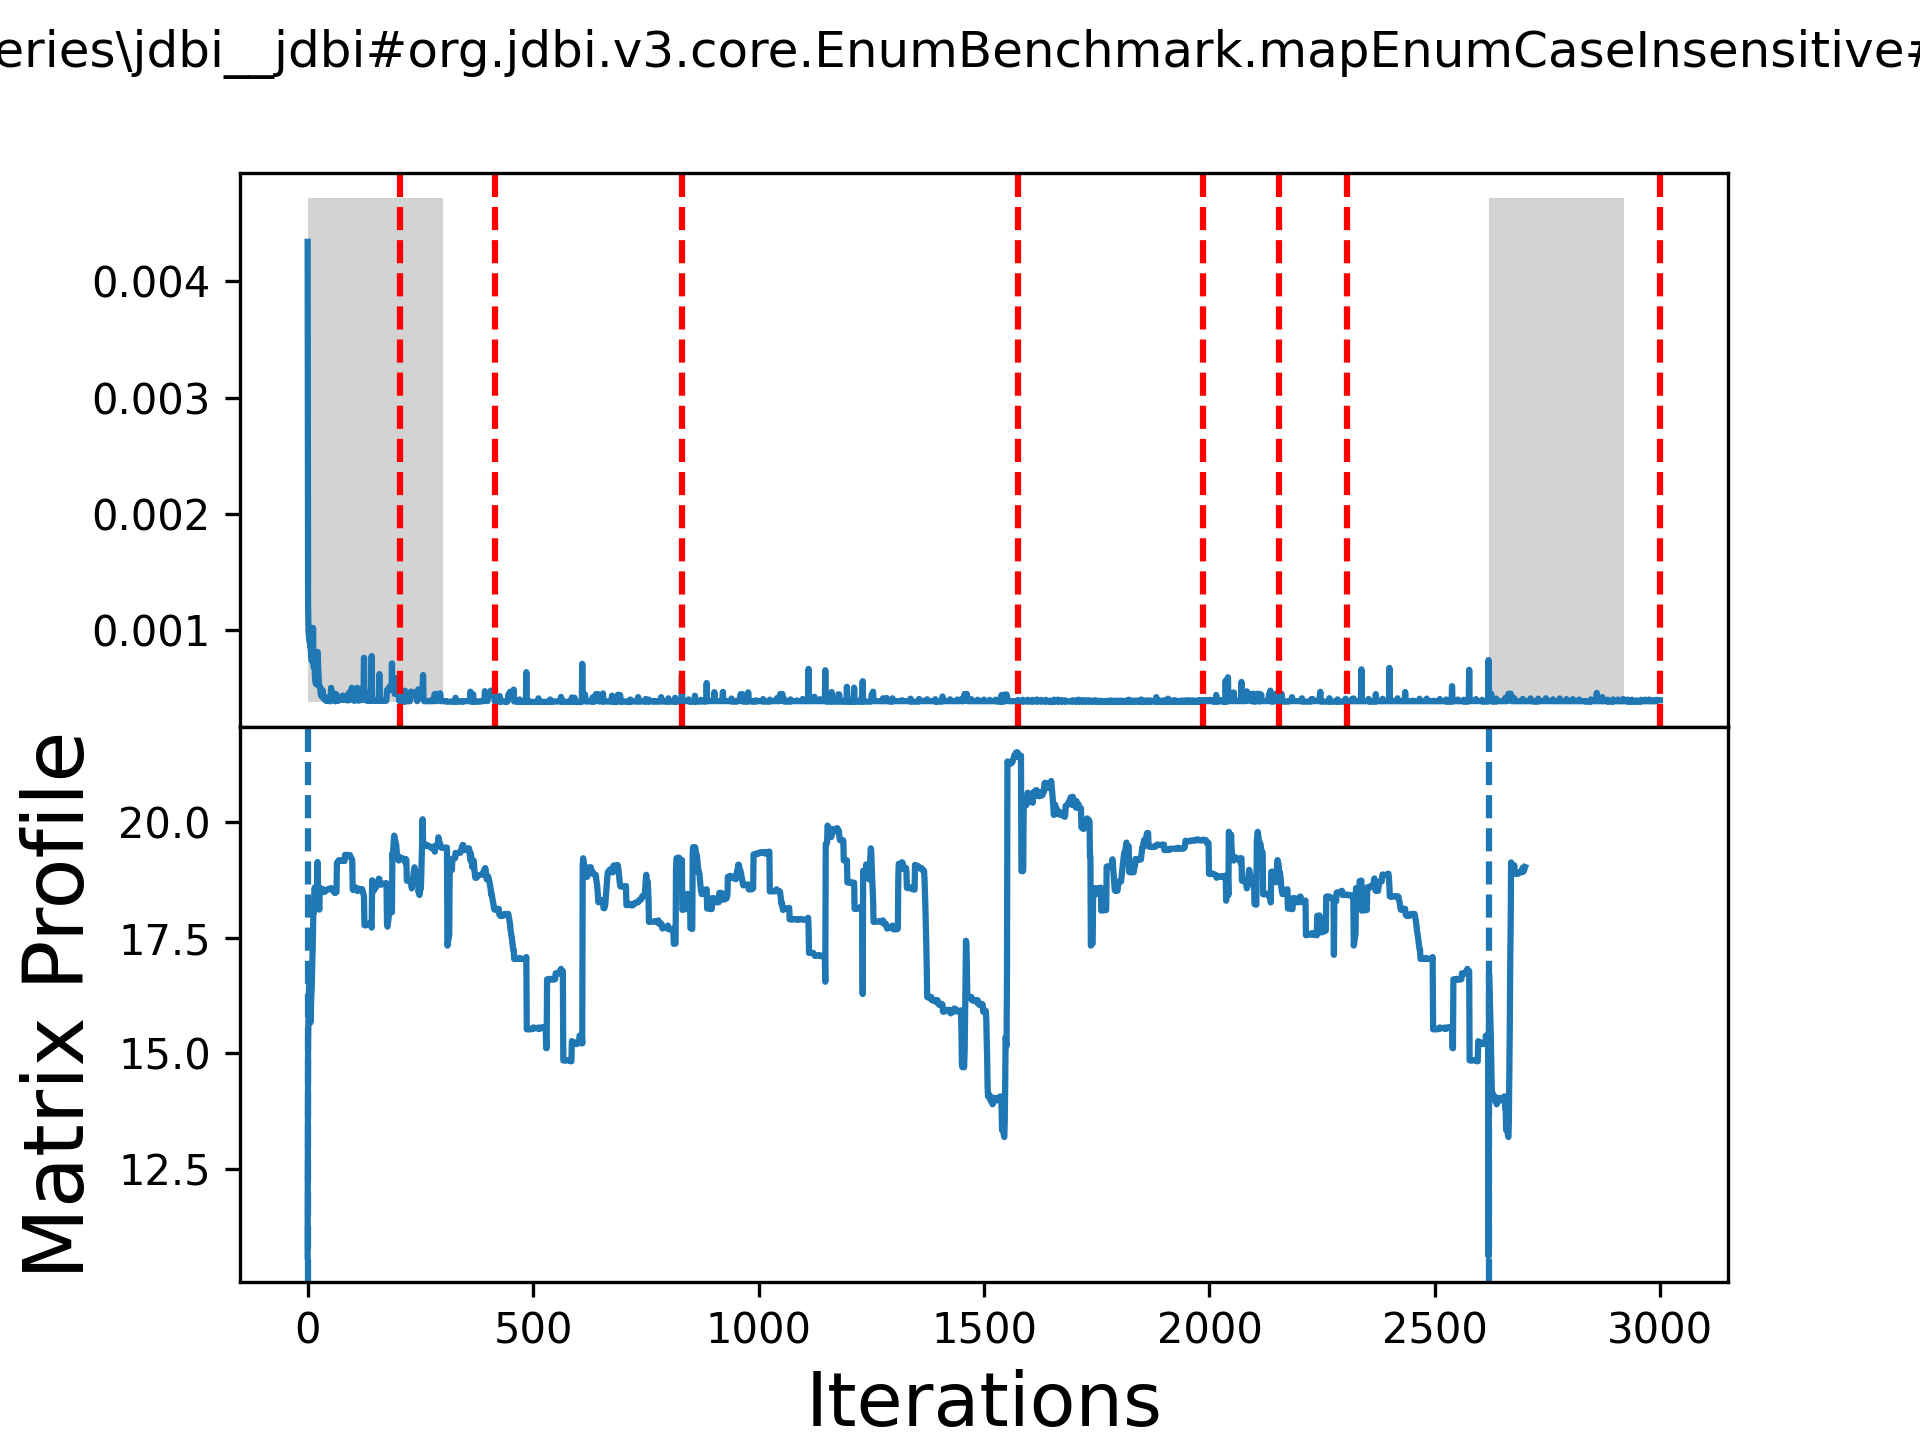 eries\jdbi__jdbi#org.jdbi.v3.core.EnumBenchmark.mapEnumCaseInsensitive#
0.004
0.003
0.002
0.001
Matrix Profile
20.0
17.5
15.0
12.5
0 500 1000 1500 2000 2500 3000
Iterations